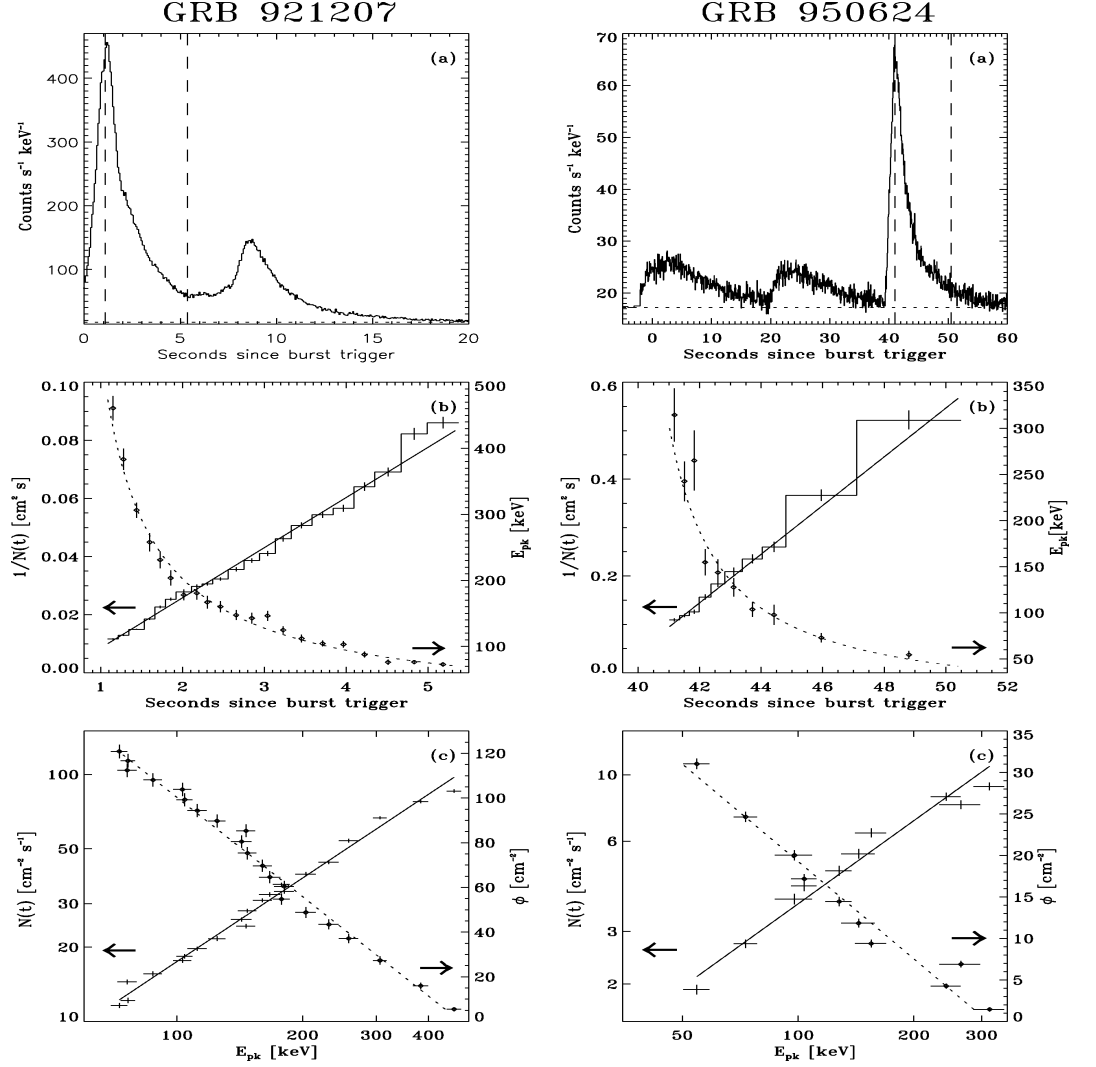 GRB 921207
GRB 950624
(a)
400
300
200
100
Counts s⁻¹ keV⁻¹
0 5 10 15 20
Seconds since burst trigger
(a)
70
60
50
40
30
20
Counts s⁻¹ keV⁻¹
0 10 20 30 40 50 60
Seconds since burst trigger
(b)
0.10
0.08
0.06
0.04
0.02
0.00
1/N(t) [cm² s]
500
400
300
200
100
E_pk [keV]
1 2 3 4 5
Seconds since burst trigger
(b)
0.6
0.4
0.2
0.0
1/N(t) [cm² s]
350
300
250
200
150
100
50
E_pk[keV]
40 42 44 46 48 50 52
Seconds since burst trigger
(c)
100
50
30
20
10
N(t) [cm⁻² s⁻¹]
120
100
80
60
40
20
0
ϕ [cm⁻²]
100 200 300 400
E_pk [keV]
(c)
10
6
3
2
N(t) [cm⁻² s⁻¹]
35
30
25
20
15
10
5
0
ϕ [cm⁻²]
50 100 200 300
E_pk [keV]